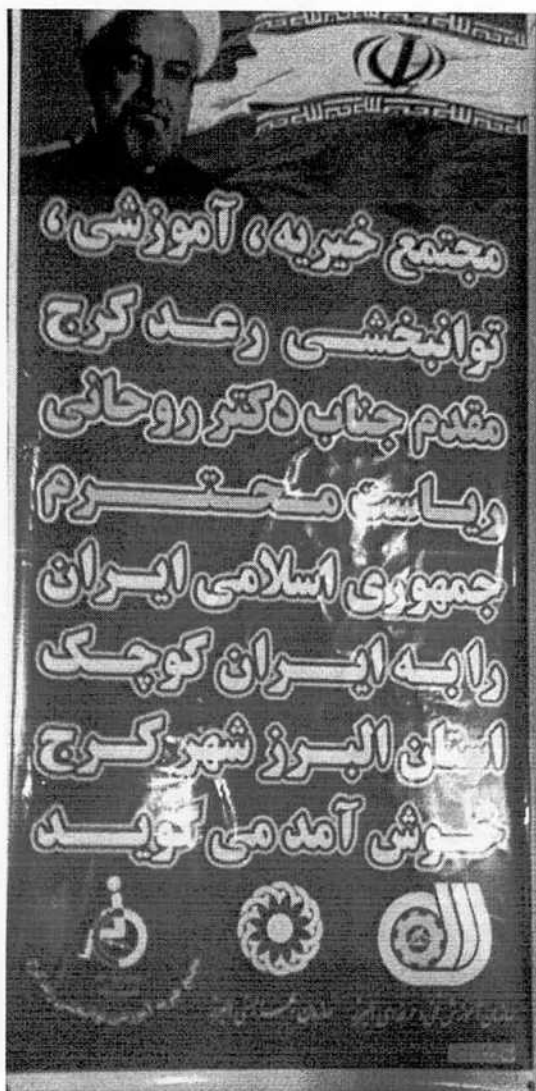 مجتمع خیریه ، آموزشی ،
توانبخشی رعد کرج
مقدم جناب دکتر روحانی
ریاست محترم
جمهوری اسلامی ایران
را به ایران کوچک
استان البرز شهر کرج
خوش آمد می گوید